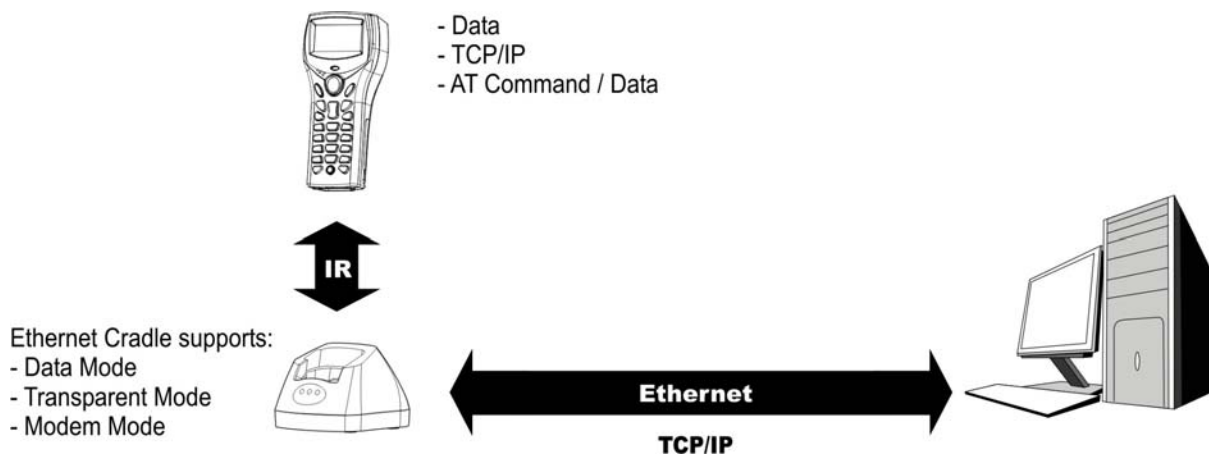 - Data
- TCP/IP
- AT Command / Data
IR
Ethernet Cradle supports:
- Data Mode
- Transparent Mode
- Modem Mode
Ethernet
TCP/IP